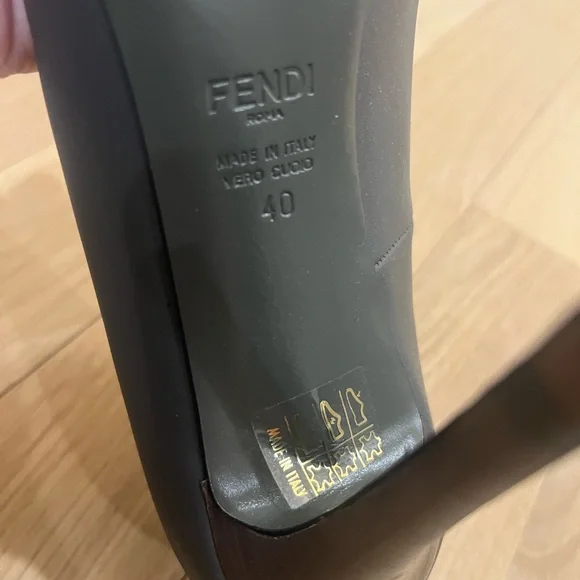 FENDI
ROMA
MADE IN ITALY
VERO CUOIO
40
MADE IN ITALY